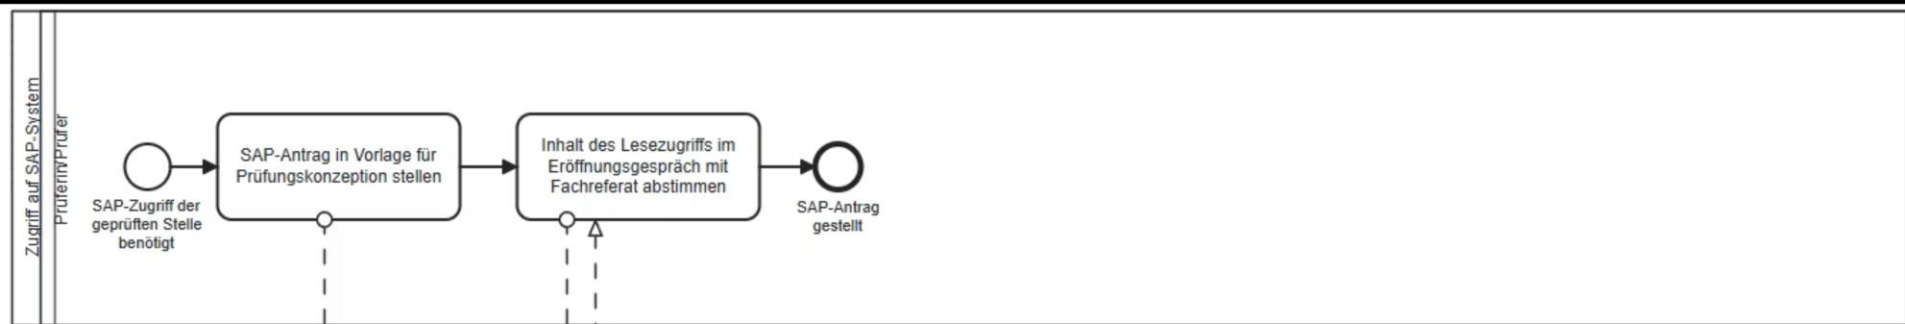 Zugriff auf SAP-System
Prüferin/Prüfer
SAP-Zugriff der
geprüften Stelle
benötigt
SAP-Antrag in Vorlage für
Prüfungskonzeption stellen
Inhalt des Lesezugriffs im
Eröffnungsgespräch mit
Fachreferat abstimmen
SAP-Antrag
gestellt